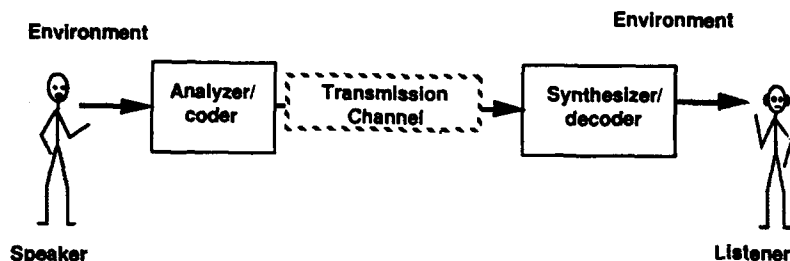 Environment
Environment
Analyzer/
coder
Transmission
Channel
Synthesizer/
decoder
Speaker
Listener